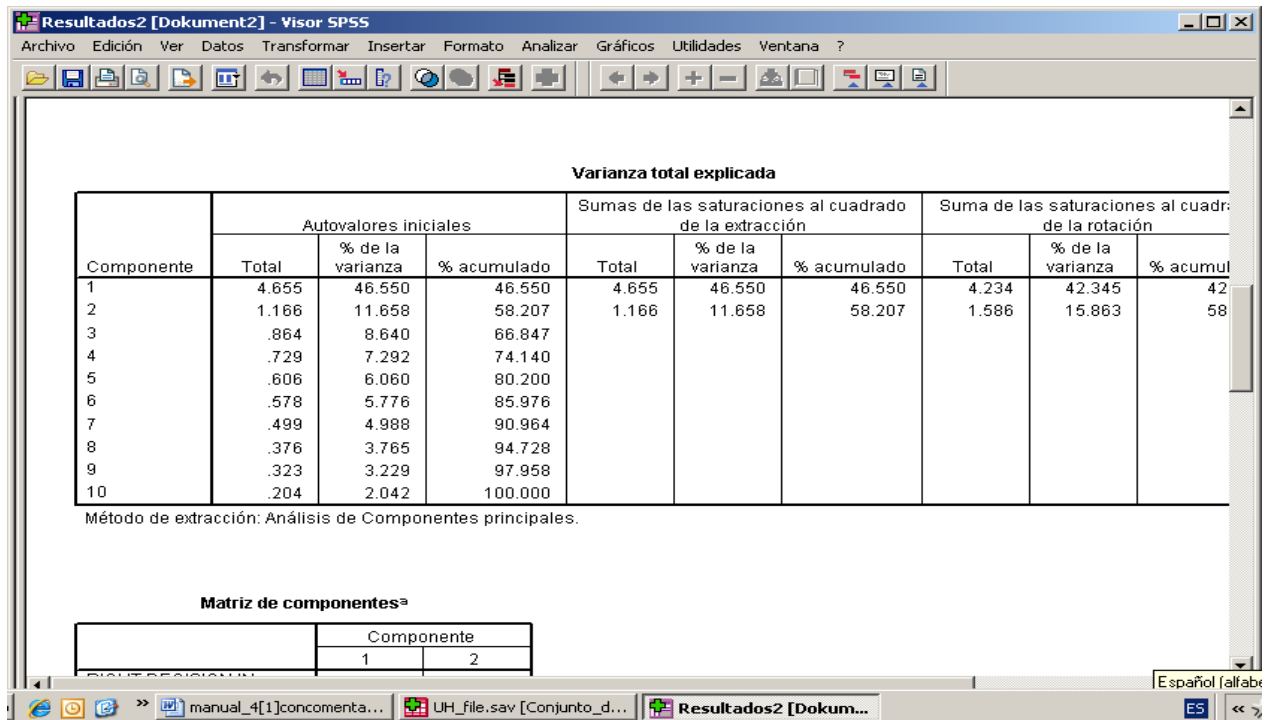 Resultados2 [Dokument2] - Visor SPSS
Archivo Edición Ver Datos Transformar Insertar Formato Analizar Gráficos Utilidades Ventana ?
Varianza total explicada
Componente Autovalores iniciales Sumas de las saturaciones al cuadrado de la extracción Suma de las saturaciones al cuadr de la rotación
Total % de la varianza % acumulado Total % de la varianza % acumulado Total % de la varianza % acumul
1 4.655 46.550 46.550 4.655 46.550 46.550 4.234 42.345 42
2 1.166 11.658 58.207 1.166 11.658 58.207 1.586 15.863 58
3 .864 8.640 66.847
4 .729 7.292 74.140
5 .606 6.060 80.200
6 .578 5.776 85.976
7 .499 4.988 90.964
8 .376 3.765 94.728
9 .323 3.229 97.958
10 .204 2.042 100.000
Método de extracción: Análisis de Componentes principales.
Matriz de componentesa
Componente
1 2
Español (alfabe
» manual_4[1]concomenta... UH_file.sav [Conjunto_d... Resultados2 [Dokum... ES «